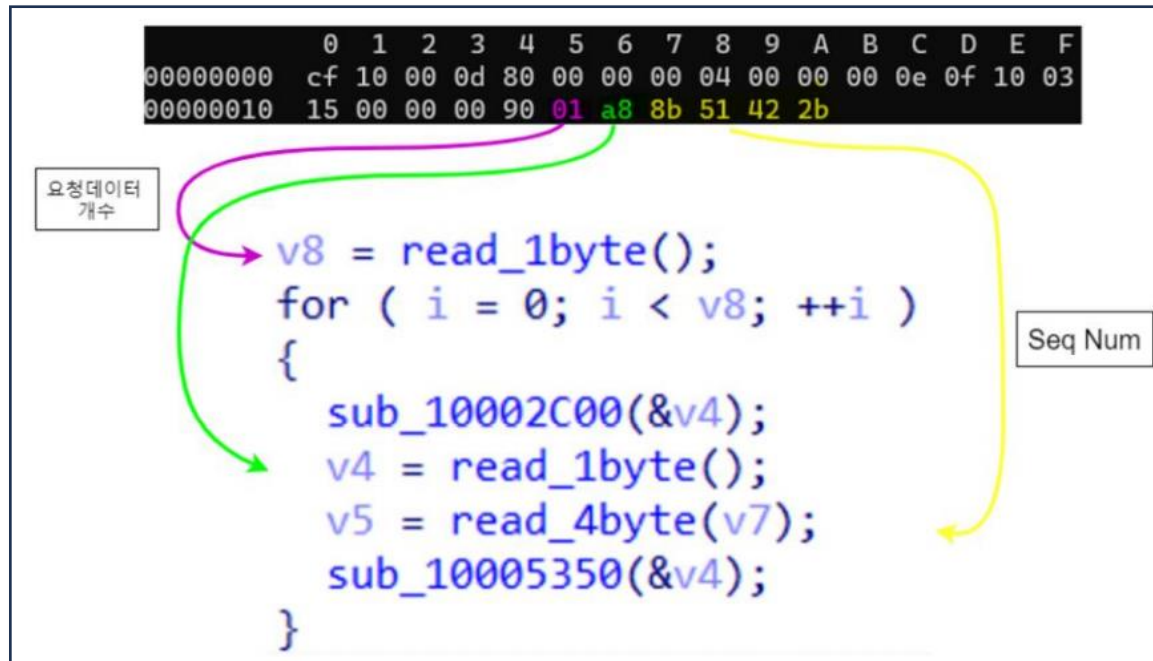 0 1 2 3 4 5 6 7 8 9 A B C D E F
00000000 cf 10 00 0d 80 00 00 00 04 00 00 00 0e 0f 10 03
00000010 15 00 00 00 90 01 a8 8b 51 42 2b
요청데이터
개수
v8 = read_1byte();
for ( i = 0; i < v8; ++i )
{
sub_10002C00(&v4);
v4 = read_1byte();
v5 = read_4byte(v7);
sub_10005350(&v4);
}
Seq Num